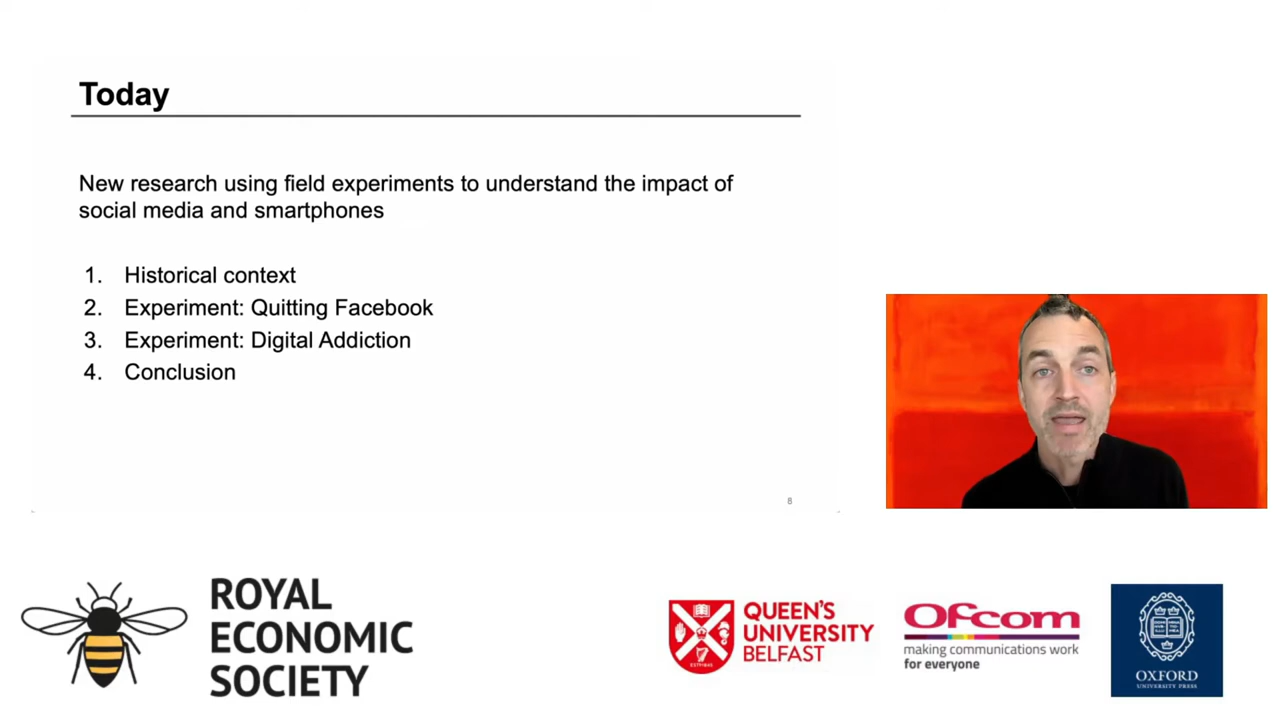 Today
New research using field experiments to understand the impact of
social media and smartphones
1. Historical context
2. Experiment: Quitting Facebook
3. Experiment: Digital Addiction
4. Conclusion
8
ROYAL
ECONOMIC
SOCIETY
QUEEN'S
UNIVERSITY
BELFAST
Ofcom
making communications work
for everyone
OXFORD
UNIVERSITY PRESS